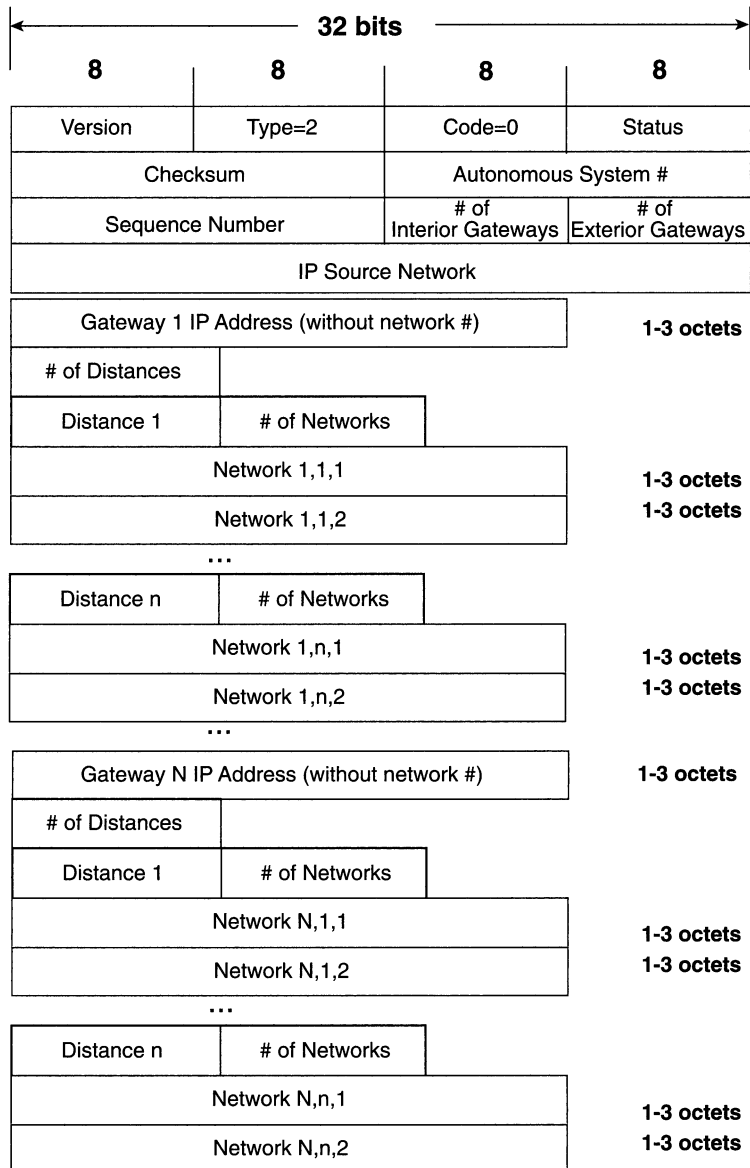 32 bits
8 8 8 8
Version Type=2 Code=0 Status
Checksum Autonomous System #
Sequence Number # of Interior Gateways # of Exterior Gateways
IP Source Network
Gateway 1 IP Address (without network #) 1-3 octets
# of Distances
Distance 1 # of Networks
Network 1,1,1 1-3 octets
Network 1,1,2 1-3 octets
...
Distance n # of Networks
Network 1,n,1 1-3 octets
Network 1,n,2 1-3 octets
...
Gateway N IP Address (without network #) 1-3 octets
# of Distances
Distance 1 # of Networks
Network N,1,1 1-3 octets
Network N,1,2 1-3 octets
...
Distance n # of Networks
Network N,n,1 1-3 octets
Network N,n,2 1-3 octets